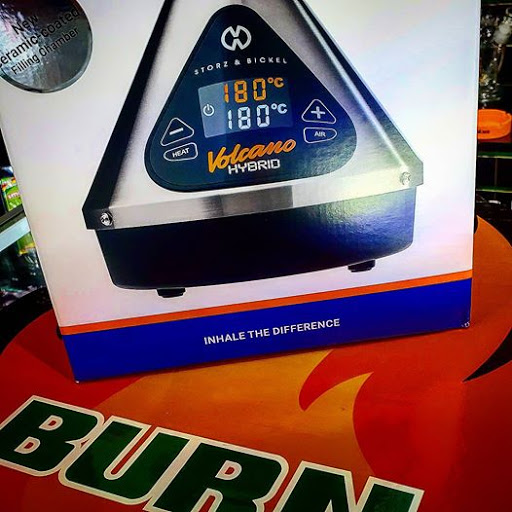 New
ceramic-coated
Filling Chamber
STORZ & BICKEL
180°C
180°C
HEAT
AIR
Volcano
HYBRID
INHALE THE DIFFERENCE
BURN